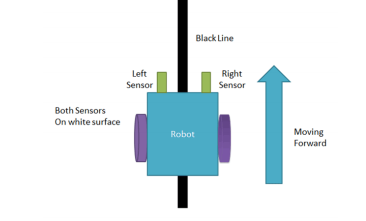 Black Line
Left
Sensor
Right
Sensor
Both Sensors
On white surface
Robot
Moving
Forward